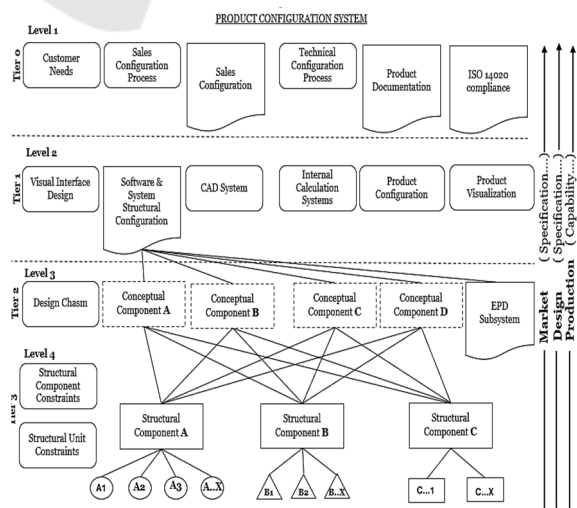 PRODUCT CONFIGURATION SYSTEM
Level 1
Tier 0
Customer
Needs
Sales
Configuration
Process
Sales
Configuration
Technical
Configuration
Process
Product
Documentation
ISO 14020
compliance
Level 2
Tier 1
Visual Interface
Design
Software &
System
Structural
Configuration
CAD System
Internal
Calculation
Systems
Product
Configuration
Product
Visualization
Level 3
Tier 2
Design Chasm
Conceptual
Component A
Conceptual
Component B
Conceptual
Component C
Conceptual
Component D
EPD
Subsystem
Level 4
Tier 3
Structural
Component
Constraints
Structural Unit
Constraints
Structural
Component A
Structural
Component B
Structural
Component C
A1
A2
A3
A..X
B1
B2
B..X
C...1
C...X
Market (Specification....)
Design (Specification....)
Production (Capability...)